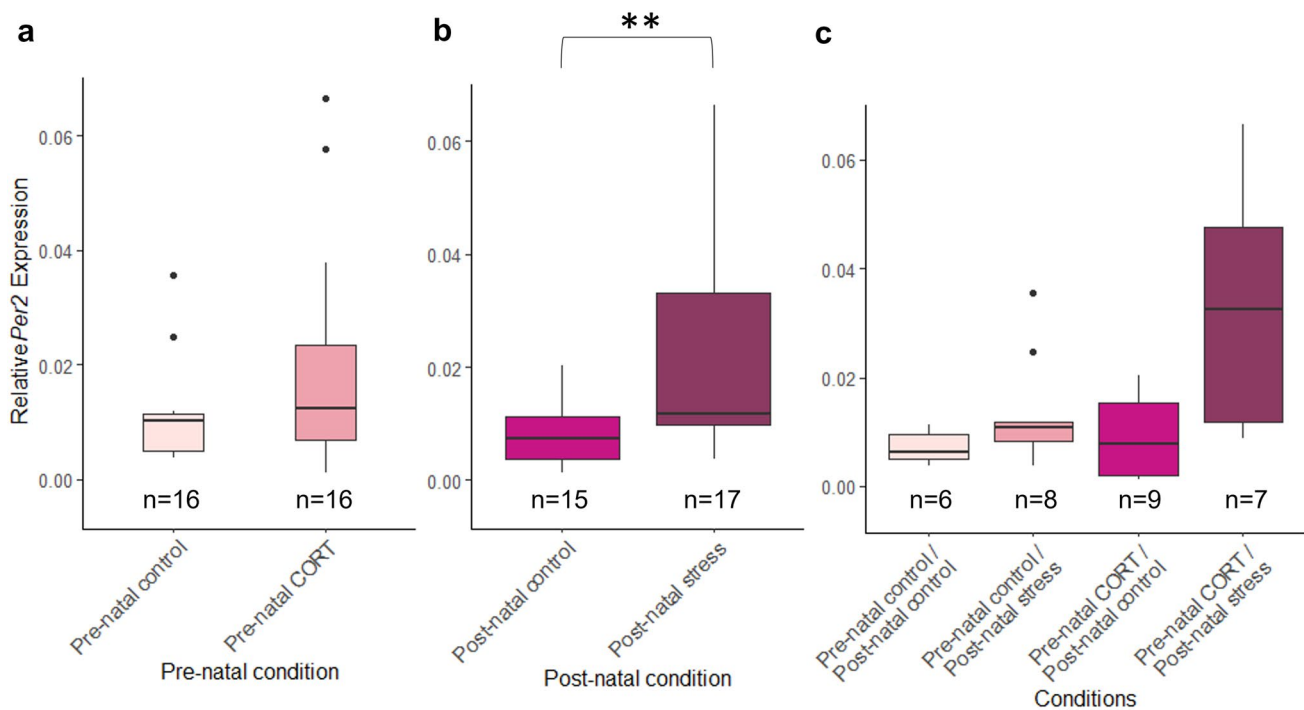 a
Relative Per2 Expression
0.06
0.04
0.02
0.00
n=16
n=16
Pre-natal control
Pre-natal CORT
Pre-natal condition
b
**
0.06
0.04
0.02
0.00
n=15
n=17
Post-natal control
Post-natal stress
Post-natal condition
c
0.06
0.04
0.02
0.00
n=6
n=8
n=9
n=7
Pre-natal control /
Post-natal control
Pre-natal control /
Post-natal stress
Pre-natal CORT /
Post-natal control
Pre-natal CORT /
Post-natal stress
Conditions